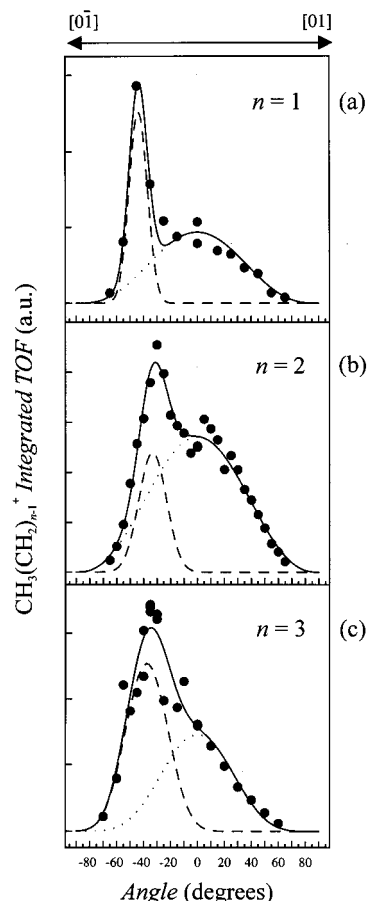 [01̅] [01]
n = 1 (a)
n = 2 (b)
n = 3 (c)
CH₃(CH₂)ₙ₋₁⁺ Integrated TOF (a.u.)
-80 -60 -40 -20 0 20 40 60 80
Angle (degrees)